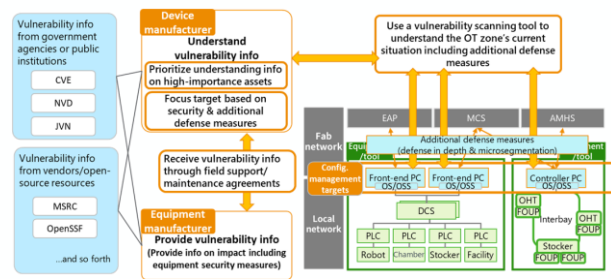 Vulnerability info
from government
agencies or public
institutions
CVE
NVD
JVN
Vulnerability info
from vendors/open-
source resources
MSRC
OpenSSF
...and so forth
Device
manufacturer
Understand
vulnerability info
Prioritize understanding info
on high-importance assets
Focus target based on
security & additional
defense measures
Receive vulnerability info
through field support/
maintenance agreements
Equipment
manufacturer
Provide vulnerability info
(Provide info on impact including
equipment security measures)
Use a vulnerability scanning tool to
understand the OT zone's current
situation including additional defense
measures
Fab
network
EAP
MCS
AMHS
Additional defense measures
(defense in depth & microsegmentation)
/tool
/tool
Config.
management
targets
Front-end PC
OS/OSS
Front-end PC
OS/OSS
Controller PC
OS/OSS
Local
network
DCS
PLC
PLC
PLC
PLC
Robot
Chamber
Stocker
Facility
OHT
FOUP
Interbay
OHT
FOUP
Stocker
FOUP
FOUP